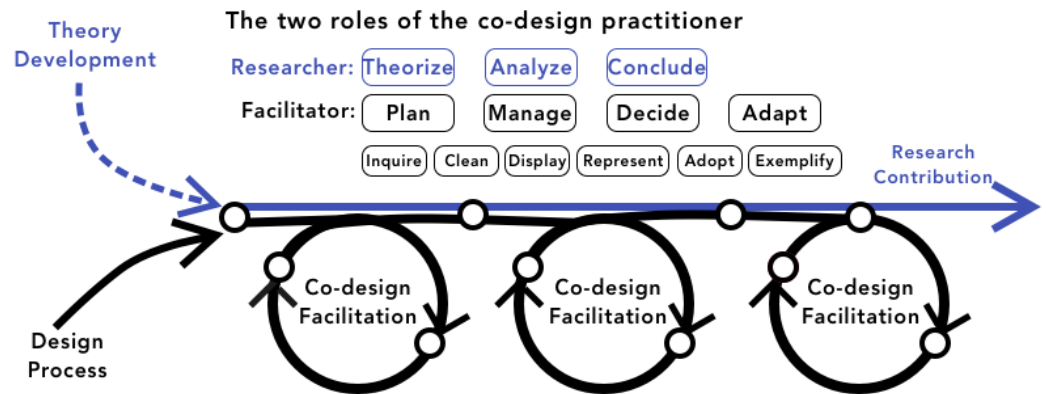 The two roles of the co-design practitioner
Theory
Development
Researcher: Theorize Analyze Conclude
Facilitator: Plan Manage Decide Adapt
Inquire Clean Display Represent Adopt Exemplify
Research
Contribution
Co-design
Facilitation
Co-design
Facilitation
Co-design
Facilitation
Design
Process